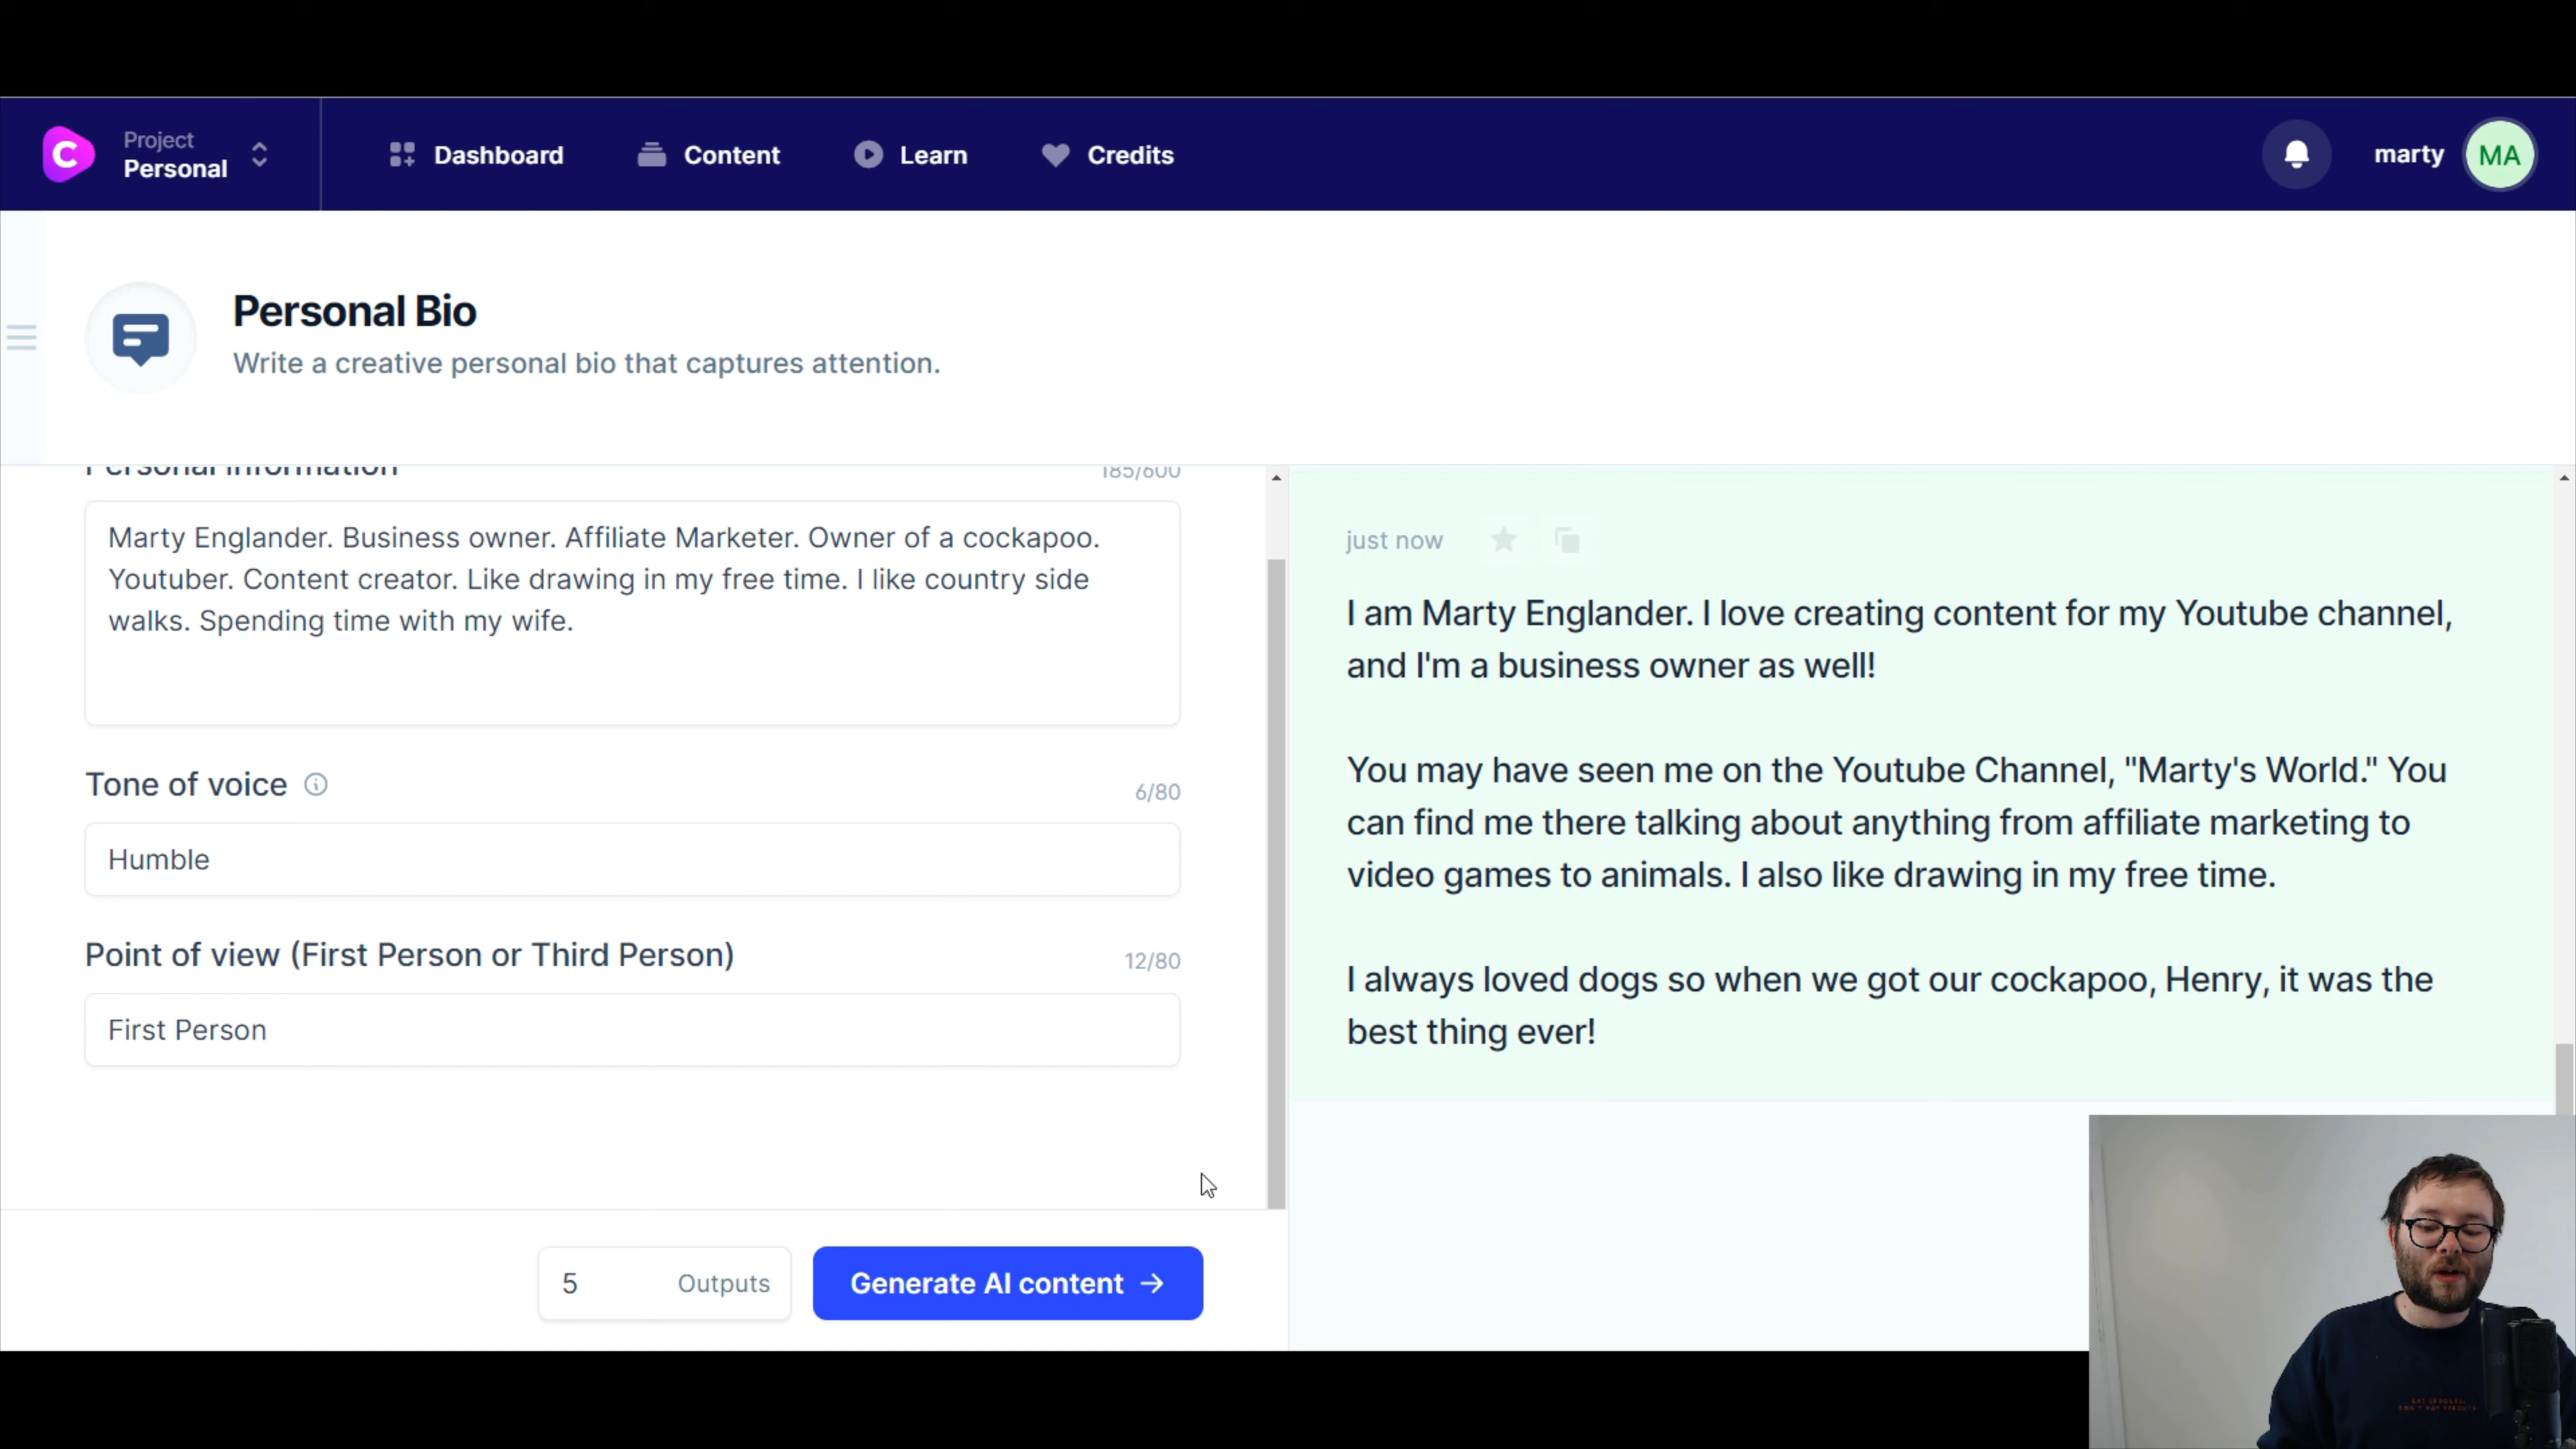 C
Project
Personal
Dashboard
Content
Learn
Credits
marty
MA
Personal Bio
Write a creative personal bio that captures attention.
Personal information
185/600
Marty Englander. Business owner. Affiliate Marketer. Owner of a cockapoo.
Youtuber. Content creator. Like drawing in my free time. I like country side
walks. Spending time with my wife.
Tone of voice
6/80
Humble
Point of view (First Person or Third Person)
12/80
First Person
5 Outputs
Generate AI content →
just now
I am Marty Englander. I love creating content for my Youtube channel,
and I'm a business owner as well!
You may have seen me on the Youtube Channel, "Marty's World." You
can find me there talking about anything from affiliate marketing to
video games to animals. I also like drawing in my free time.
I always loved dogs so when we got our cockapoo, Henry, it was the
best thing ever!